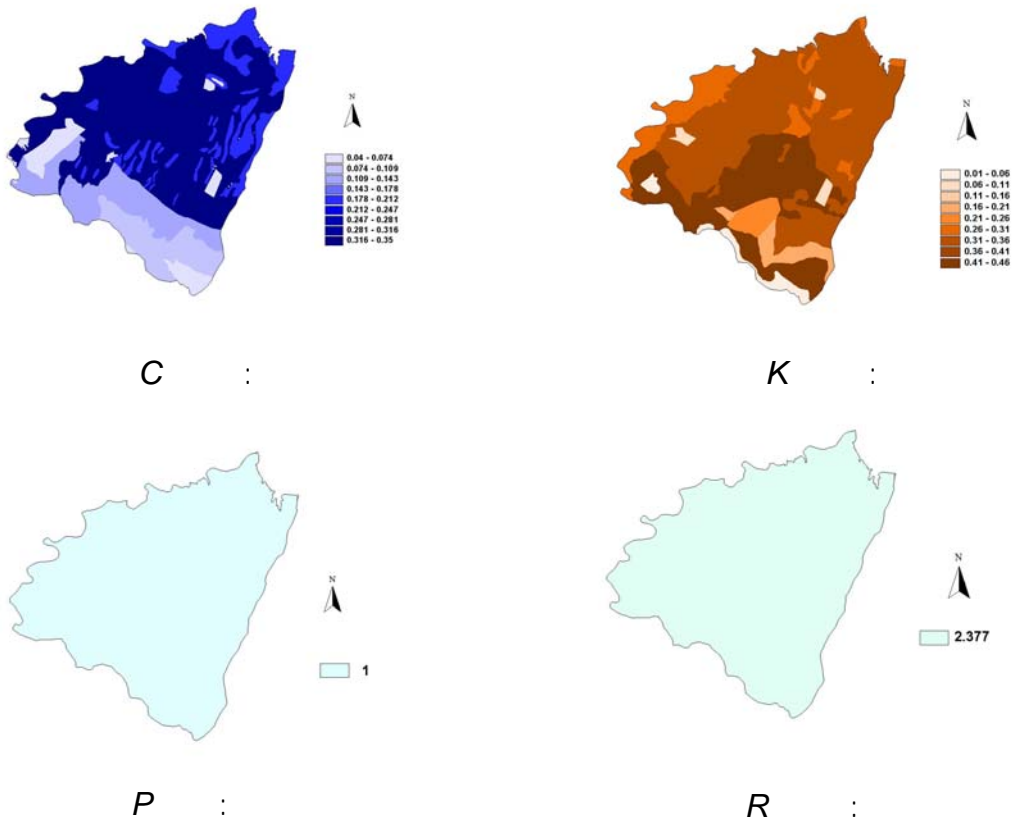 N
0.04 - 0.074
0.074 - 0.109
0.109 - 0.143
0.143 - 0.178
0.178 - 0.212
0.212 - 0.247
0.247 - 0.281
0.281 - 0.316
0.316 - 0.35
C :
N
0.01 - 0.06
0.06 - 0.11
0.11 - 0.16
0.16 - 0.21
0.21 - 0.26
0.26 - 0.31
0.31 - 0.36
0.36 - 0.41
0.41 - 0.46
K :
N
1
P :
N
2.377
R :